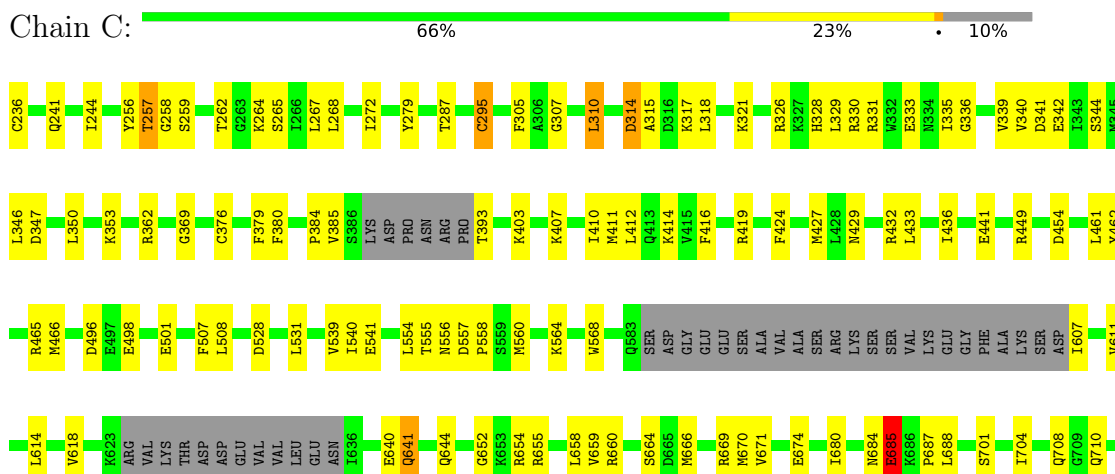 Chain C:
66% 23% • 10%
C236 Q241 I244 Y256 T257 G258 S259 T262 G263 K264 S265 I266 L267 L268 I272 Y279 T287 C295 F305 A306 G307 L310 D314 A315 D316 K317 L318 K321 R326 K327 H328 L329 R330 R331 W332 E333 N334 I335 G336 V339 V340 D341 E342 I343 S344 M345
L346 D347 L350 K353 R362 G369 C376 F379 F380 P384 V385 S386 LYS ASP PRO ASN ARG PRO T393 K403 K407 I410 M411 L412 Q413 K414 V415 F416 R419 F424 M427 L428 N429 R432 L433 I436 E441 R449 D454 L461 Y462
R465 M466 D496 E497 E498 E501 F507 L508 D528 L531 V539 I540 E541 L554 T555 N556 D557 P558 S559 M560 K564 W568 Q583 SER ASP GLY GLU GLU SER ALA VAL ALA SER ARG LYS SER SER VAL LYS GLU GLY PHE ALA LYS SER ASP I607 V611
L614 V618 K623 ARG VAL LYS THR ASP ASP GLU VAL VAL LEU GLU ASN I636 E640 Q641 Q644 G652 K653 R654 R655 L658 V659 R660 S664 D665 M666 R669 M670 V671 E674 I680 N684 E685 K686 P687 L688 S701 I704 Q708 G709 Q710